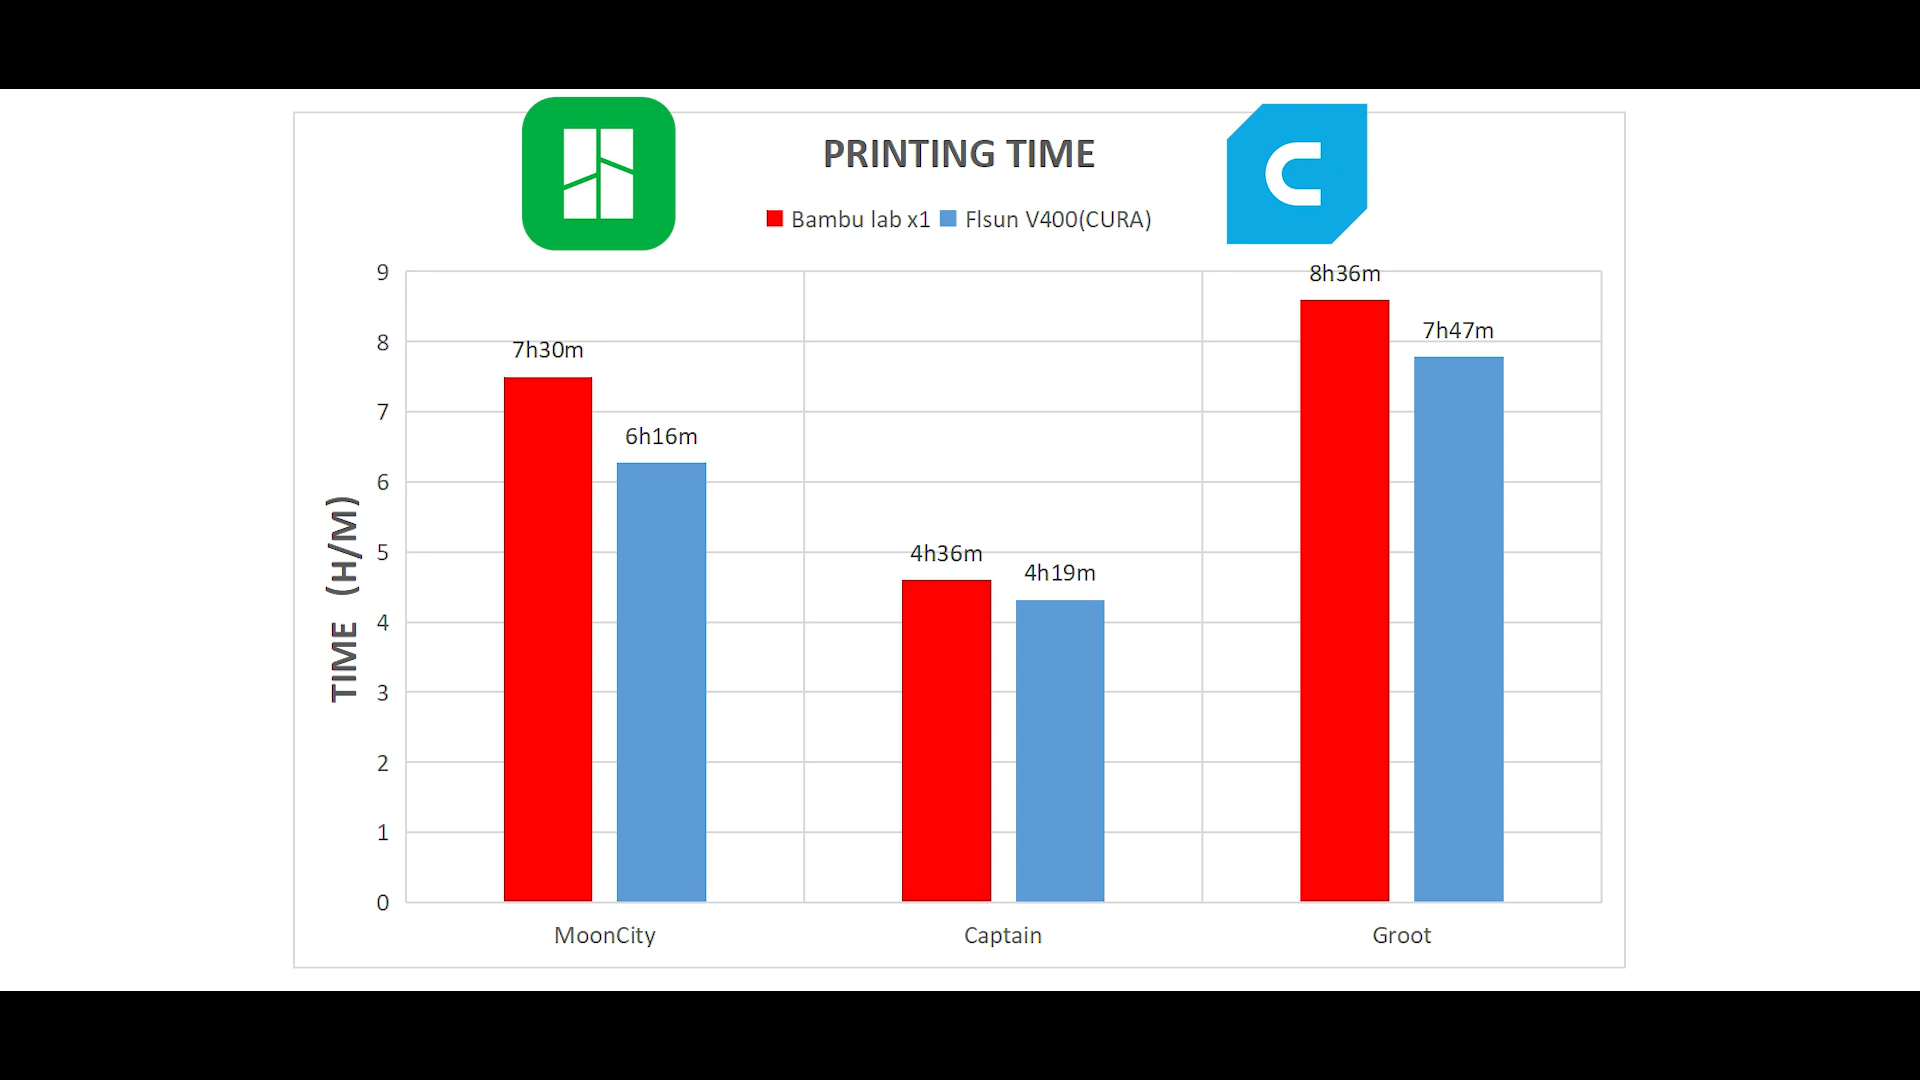 PRINTING TIME
Bambu lab x1 Flsun V400(CURA)
TIME (H/M)
9
8
7
6
5
4
3
2
1
0
7h30m
6h16m
4h36m
4h19m
8h36m
7h47m
MoonCity Captain Groot